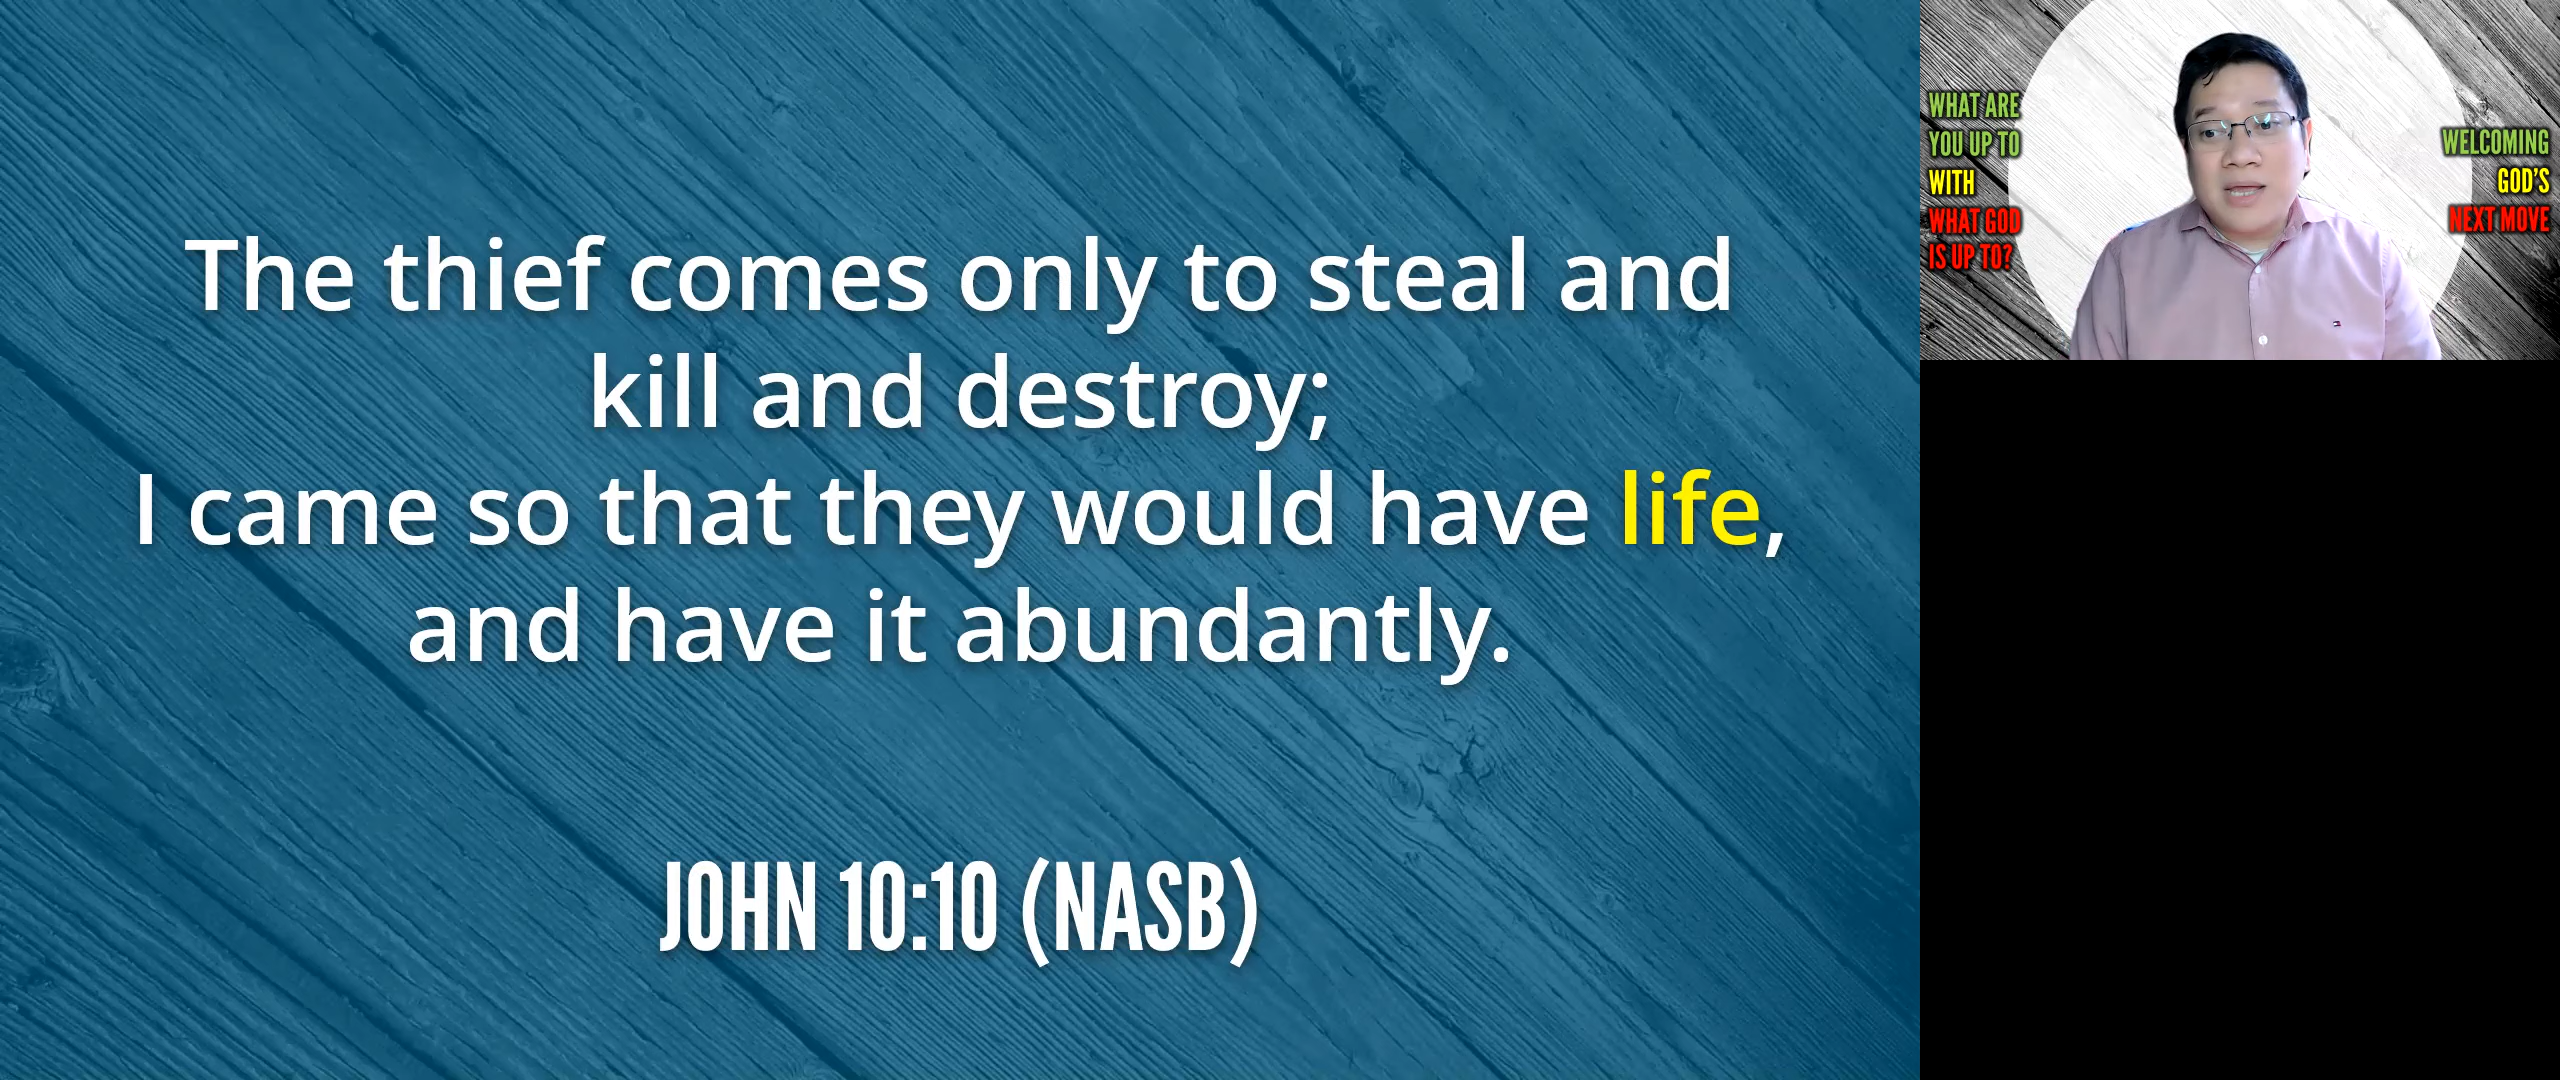 The thief comes only to steal and
kill and destroy;
I came so that they would have life,
and have it abundantly.
JOHN 10:10 (NASB)
WHAT ARE
YOU UP TO
WITH
WHAT GOD
IS UP TO?
WELCOMING
GOD'S
NEXT MOVE